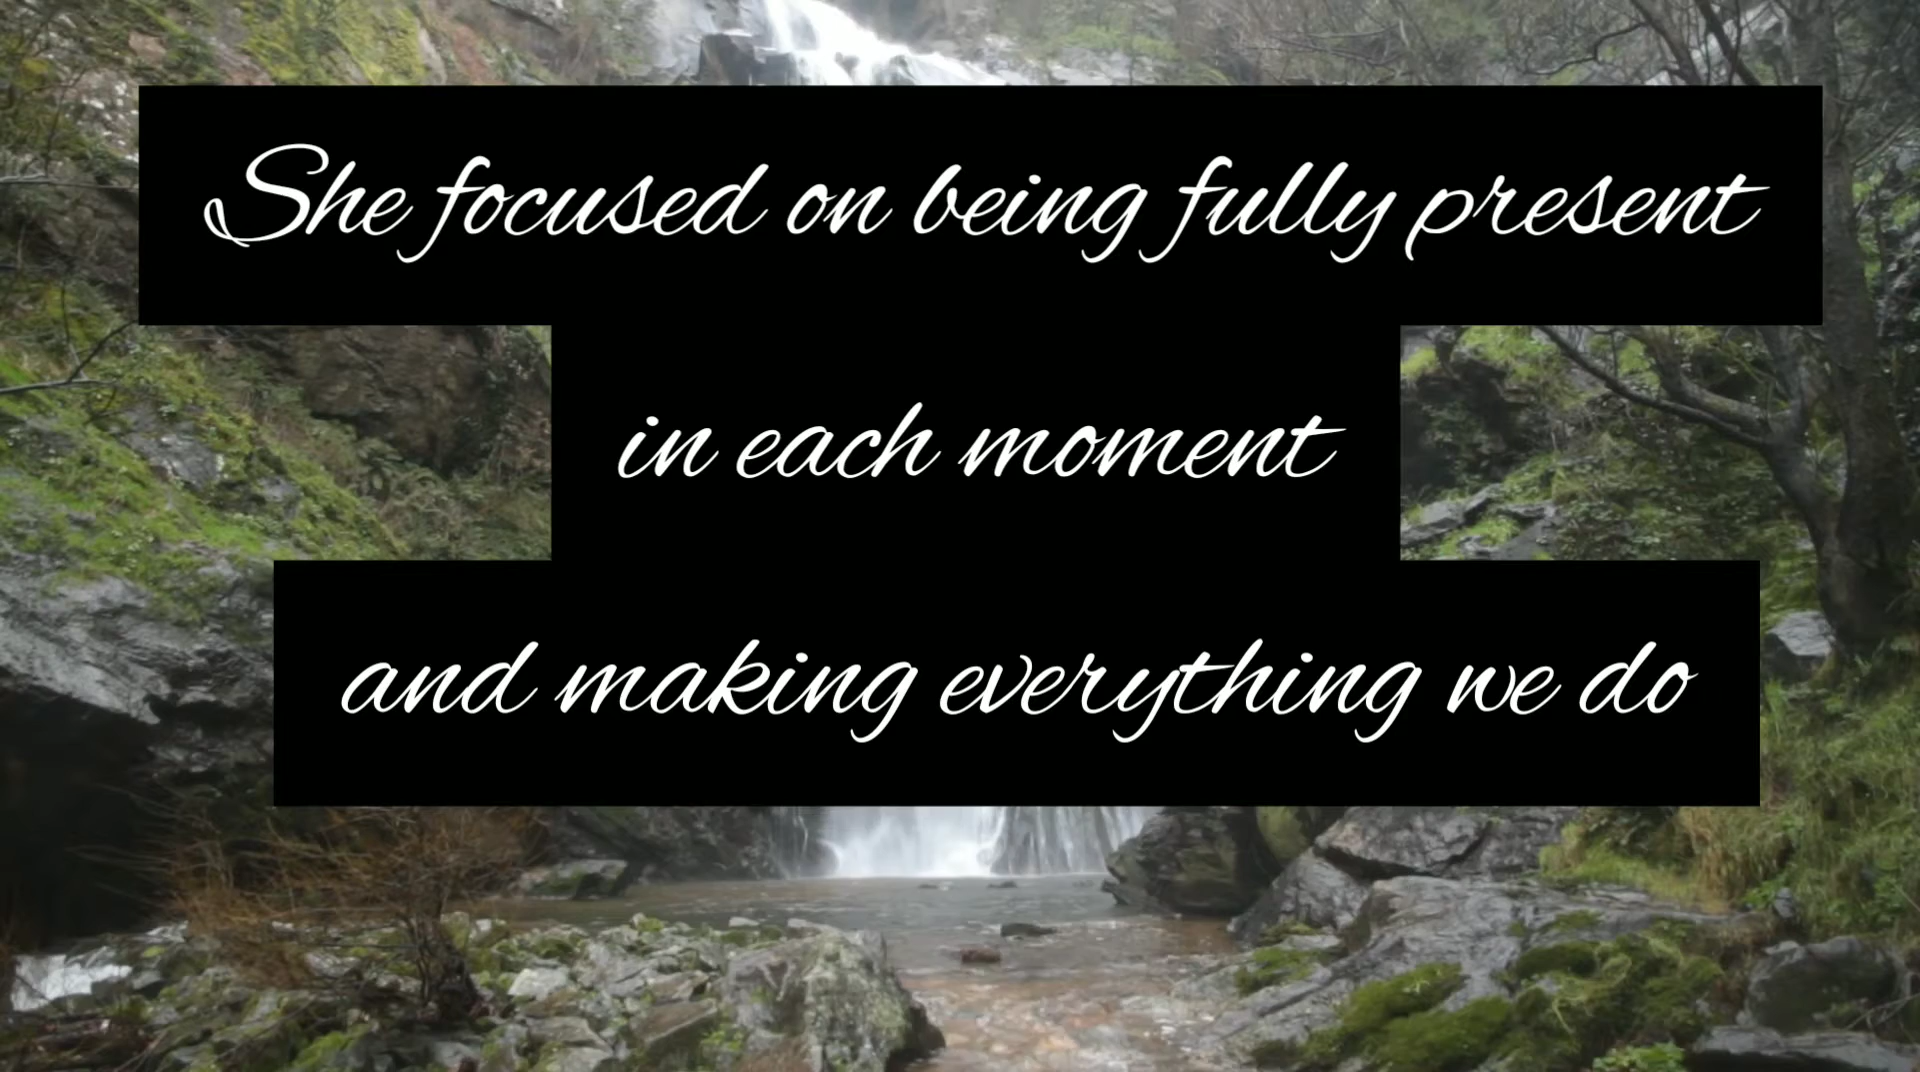 She focused on being fully present
in each moment
and making everything we do